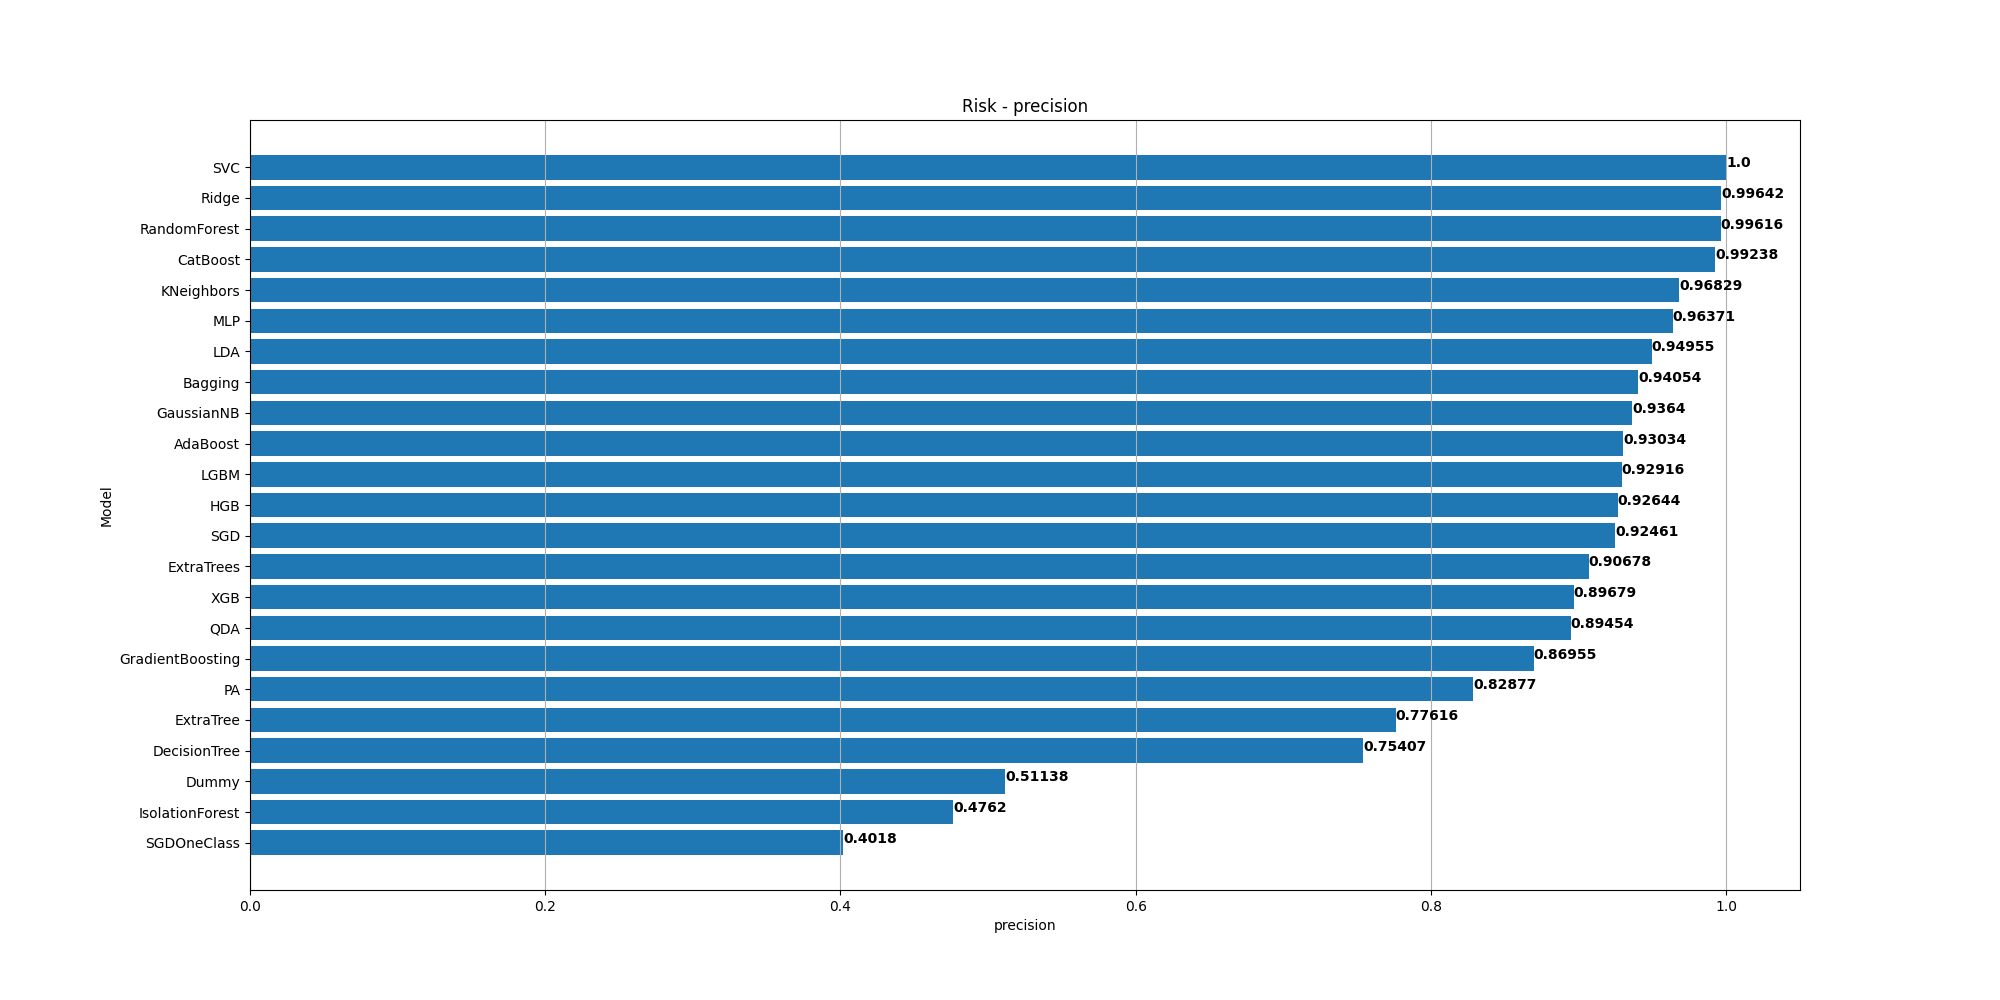 Risk - precision
SVC 1.0
Ridge 0.99642
RandomForest 0.99616
CatBoost 0.99238
KNeighbors 0.96829
MLP 0.96371
LDA 0.94955
Bagging 0.94054
GaussianNB 0.9364
AdaBoost 0.93034
LGBM 0.92916
HGB 0.92644
SGD 0.92461
ExtraTrees 0.90678
XGB 0.89679
QDA 0.89454
GradientBoosting 0.86955
PA 0.82877
ExtraTree 0.77616
DecisionTree 0.75407
Dummy 0.51138
IsolationForest 0.4762
SGDOneClass 0.4018
Model
0.0 0.2 0.4 0.6 0.8 1.0
precision